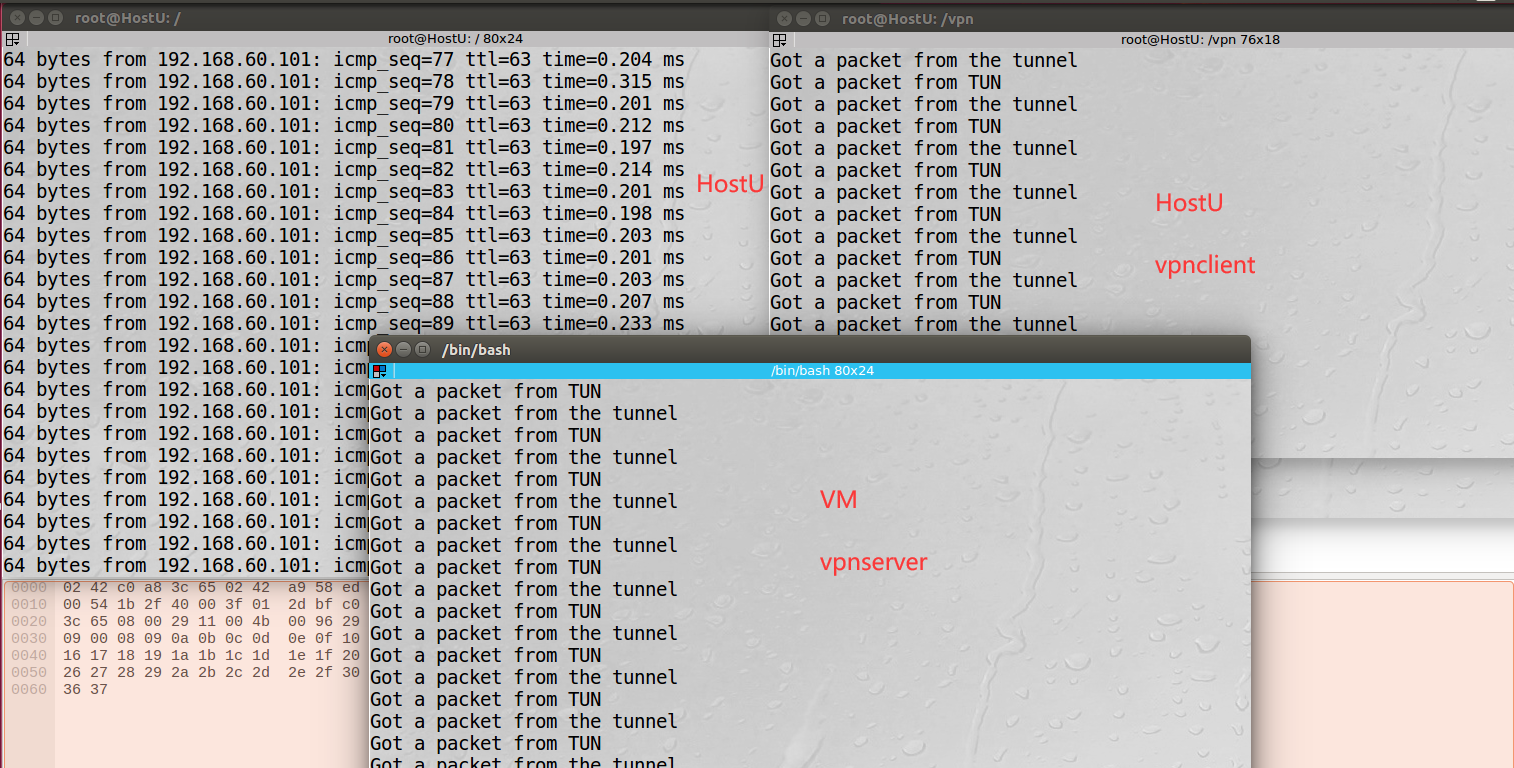 root@HostU: /
root@HostU: / 80x24
64 bytes from 192.168.60.101: icmp_seq=77 ttl=63 time=0.204 ms
64 bytes from 192.168.60.101: icmp_seq=78 ttl=63 time=0.315 ms
64 bytes from 192.168.60.101: icmp_seq=79 ttl=63 time=0.201 ms
64 bytes from 192.168.60.101: icmp_seq=80 ttl=63 time=0.212 ms
64 bytes from 192.168.60.101: icmp_seq=81 ttl=63 time=0.197 ms
64 bytes from 192.168.60.101: icmp_seq=82 ttl=63 time=0.214 ms
64 bytes from 192.168.60.101: icmp_seq=83 ttl=63 time=0.201 ms
64 bytes from 192.168.60.101: icmp_seq=84 ttl=63 time=0.198 ms
64 bytes from 192.168.60.101: icmp_seq=85 ttl=63 time=0.203 ms
64 bytes from 192.168.60.101: icmp_seq=86 ttl=63 time=0.201 ms
64 bytes from 192.168.60.101: icmp_seq=87 ttl=63 time=0.203 ms
64 bytes from 192.168.60.101: icmp_seq=88 ttl=63 time=0.207 ms
64 bytes from 192.168.60.101: icmp_seq=89 ttl=63 time=0.233 ms
64 bytes from 192.168.60.101:
64 bytes from 192.168.60.101:
64 bytes from 192.168.60.101:
64 bytes from 192.168.60.101:
64 bytes from 192.168.60.101:
64 bytes from 192.168.60.101:
64 bytes from 192.168.60.101:
64 bytes from 192.168.60.101:
64 bytes from 192.168.60.101:
64 bytes from 192.168.60.101:
64 bytes from 192.168.60.101:
HostU
root@HostU: /vpn
root@HostU: /vpn 76x18
Got a packet from the tunnel
Got a packet from TUN
Got a packet from the tunnel
Got a packet from TUN
Got a packet from the tunnel
Got a packet from TUN
Got a packet from the tunnel
Got a packet from TUN
Got a packet from the tunnel
Got a packet from TUN
Got a packet from the tunnel
Got a packet from TUN
Got a packet from the tunnel
HostU
vpnclient
/bin/bash
/bin/bash 80x24
Got a packet from TUN
Got a packet from the tunnel
Got a packet from TUN
Got a packet from the tunnel
Got a packet from TUN
Got a packet from the tunnel
Got a packet from TUN
Got a packet from the tunnel
Got a packet from TUN
Got a packet from the tunnel
Got a packet from TUN
Got a packet from the tunnel
Got a packet from TUN
Got a packet from the tunnel
Got a packet from TUN
Got a packet from the tunnel
Got a packet from TUN
Got a packet from the tunnel
VM
vpnserver
0000 02 42 c0 a8 3c 65 02 42 a9 58 ed
0010 00 54 1b 2f 40 00 3f 01 2d bf c0
0020 3c 65 08 00 29 11 00 4b 00 96 29
0030 09 00 08 09 0a 0b 0c 0d 0e 0f 10
0040 16 17 18 19 1a 1b 1c 1d 1e 1f 20
0050 26 27 28 29 2a 2b 2c 2d 2e 2f 30
0060 36 37